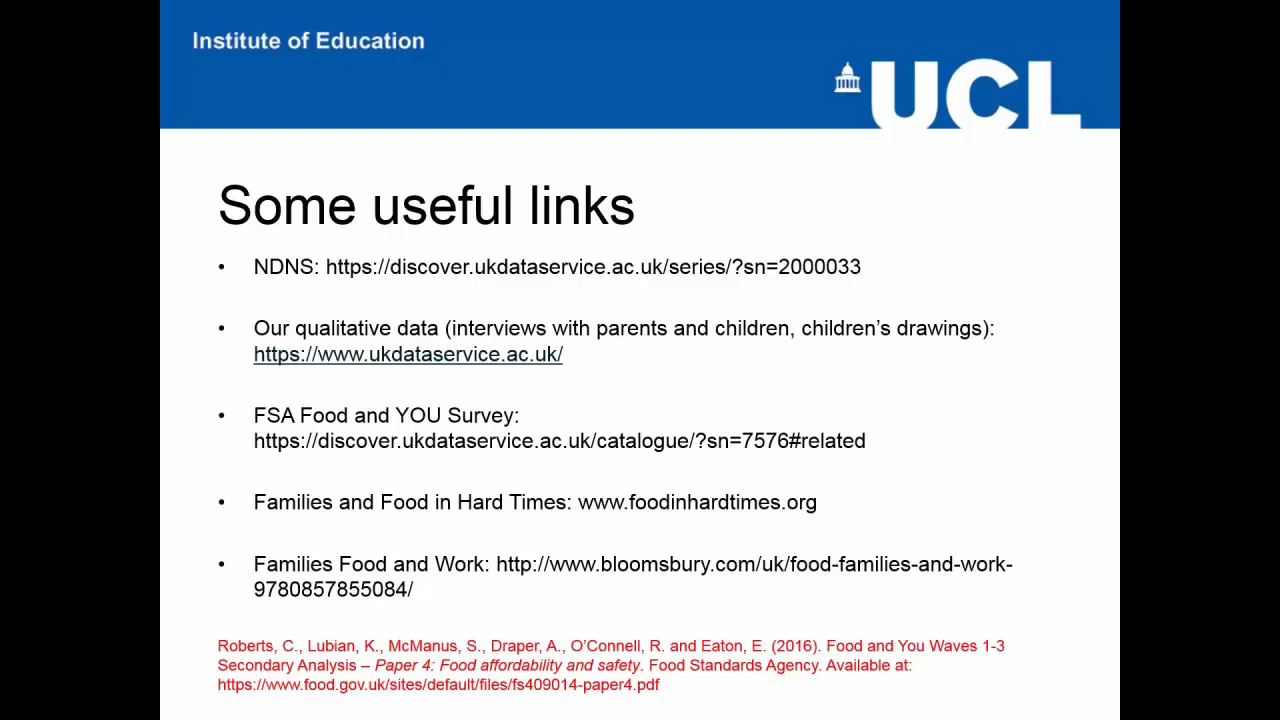 Institute of Education
UCL
Some useful links
• NDNS: https://discover.ukdataservice.ac.uk/series/?sn=2000033
• Our qualitative data (interviews with parents and children, children’s drawings):
https://www.ukdataservice.ac.uk/
• FSA Food and YOU Survey:
https://discover.ukdataservice.ac.uk/catalogue/?sn=7576#related
• Families and Food in Hard Times: www.foodinhardtimes.org
• Families Food and Work: http://www.bloomsbury.com/uk/food-families-and-work-
9780857855084/
Roberts, C., Lubian, K., McManus, S., Draper, A., O’Connell, R. and Eaton, E. (2016). Food and You Waves 1-3
Secondary Analysis – Paper 4: Food affordability and safety. Food Standards Agency. Available at:
https://www.food.gov.uk/sites/default/files/fs409014-paper4.pdf